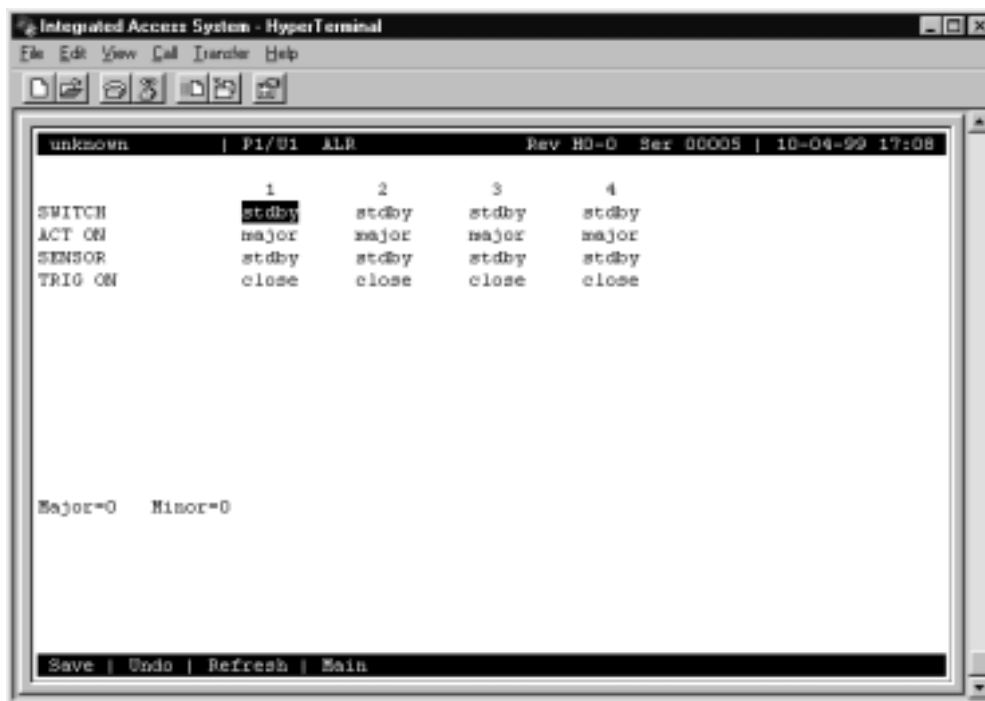 Integrated Access System - HyperTerminal
File Edit View Call Transfer Help
unknown | P1/U1 ALR Rev H0-0 Ser 00005 | 10-04-99 17:08
1 2 3 4
SWITCH stdby stdby stdby stdby
ACT ON major major major major
SENSOR stdby stdby stdby stdby
TRIG ON close close close close
Major=0 Minor=0
Save | Undo | Refresh | Main